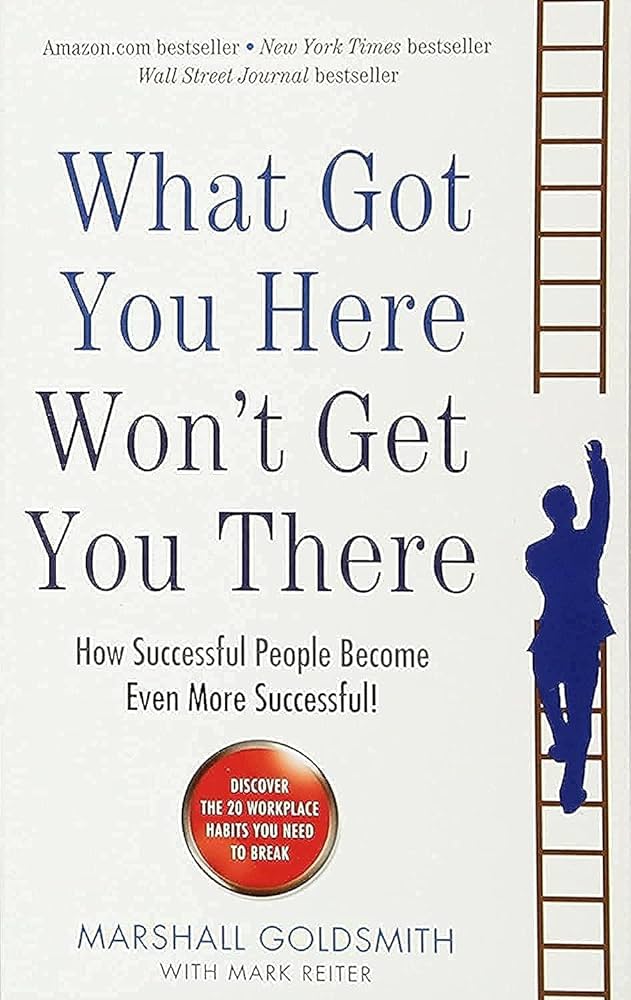 Amazon.com bestseller • New York Times bestseller
Wall Street Journal bestseller
What Got
You Here
Won't Get
You There
How Successful People Become
Even More Successful!
DISCOVER
THE 20 WORKPLACE
HABITS YOU NEED
TO BREAK
MARSHALL GOLDSMITH
WITH MARK REITER